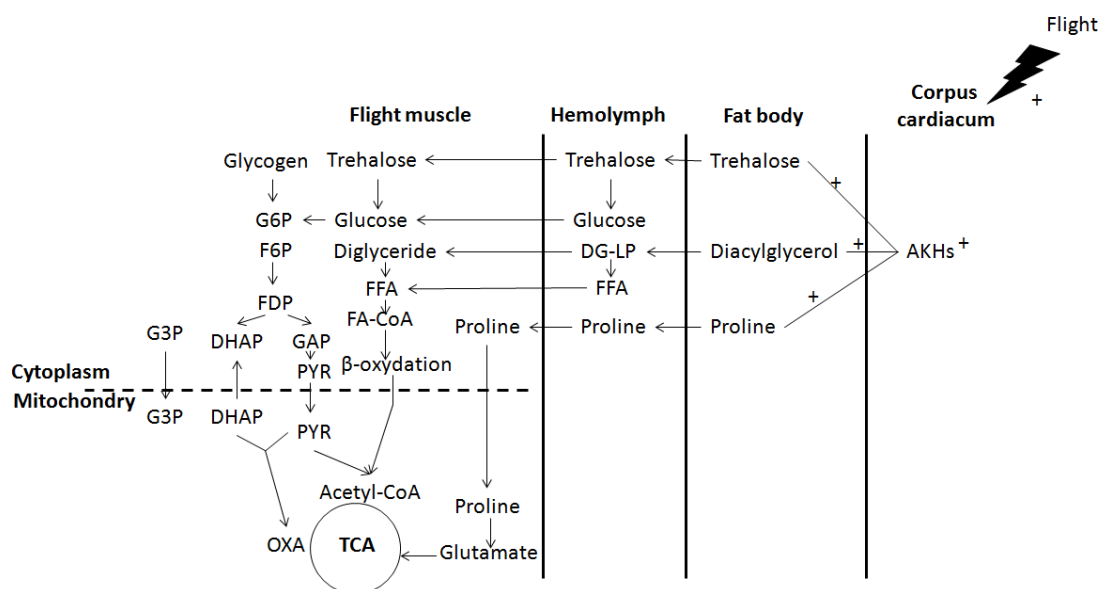 Flight
+
Corpus
cardiacum
Flight muscle Hemolymph Fat body
Glycogen Trehalose Trehalose Trehalose
+
G6P Glucose Glucose
F6P Diglyceride DG-LP Diacylglycerol + AKHs +
FFA FFA
+
FDP
FA-CoA Proline Proline Proline
G3P DHAP GAP
β-oxydation
Cytoplasm PYR
Mitochondry
G3P DHAP
PYR
Acetyl-CoA
Proline
OXA TCA Glutamate